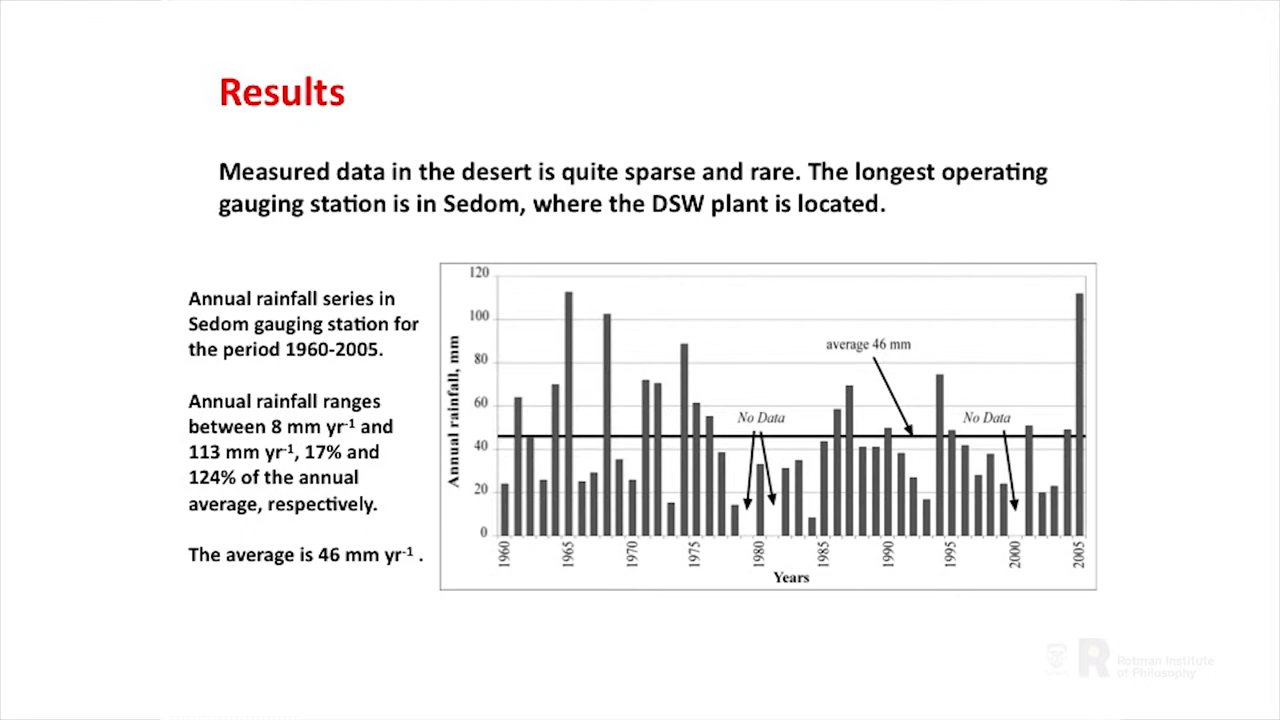 Results
Measured data in the desert is quite sparse and rare. The longest operating
gauging station is in Sedom, where the DSW plant is located.
Annual rainfall series in
Sedom gauging station for
the period 1960-2005.
Annual rainfall ranges
between 8 mm yr⁻¹ and
113 mm yr⁻¹, 17% and
124% of the annual
average, respectively.
The average is 46 mm yr⁻¹ .
Annual rainfall, mm
120
100
80
60
40
20
0
average 46 mm
No Data
No Data
1960
1965
1970
1975
1980
1985
1990
1995
2000
2005
Years
R
Rotman Institute
of Philosophy